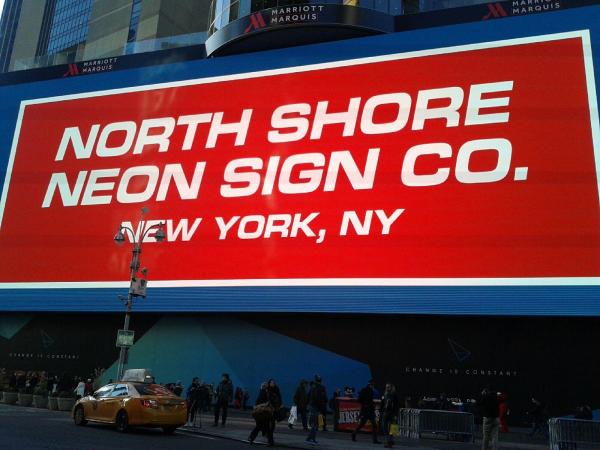 MARRIOTT
MARQUIS
MARRIOTT
MARQUIS
MARRIOTT
MARQUIS
NORTH SHORE
NEON SIGN CO.
NEW YORK, NY
CHANGE IS CONSTANT
CHANGE IS CONSTANT
JERSEY